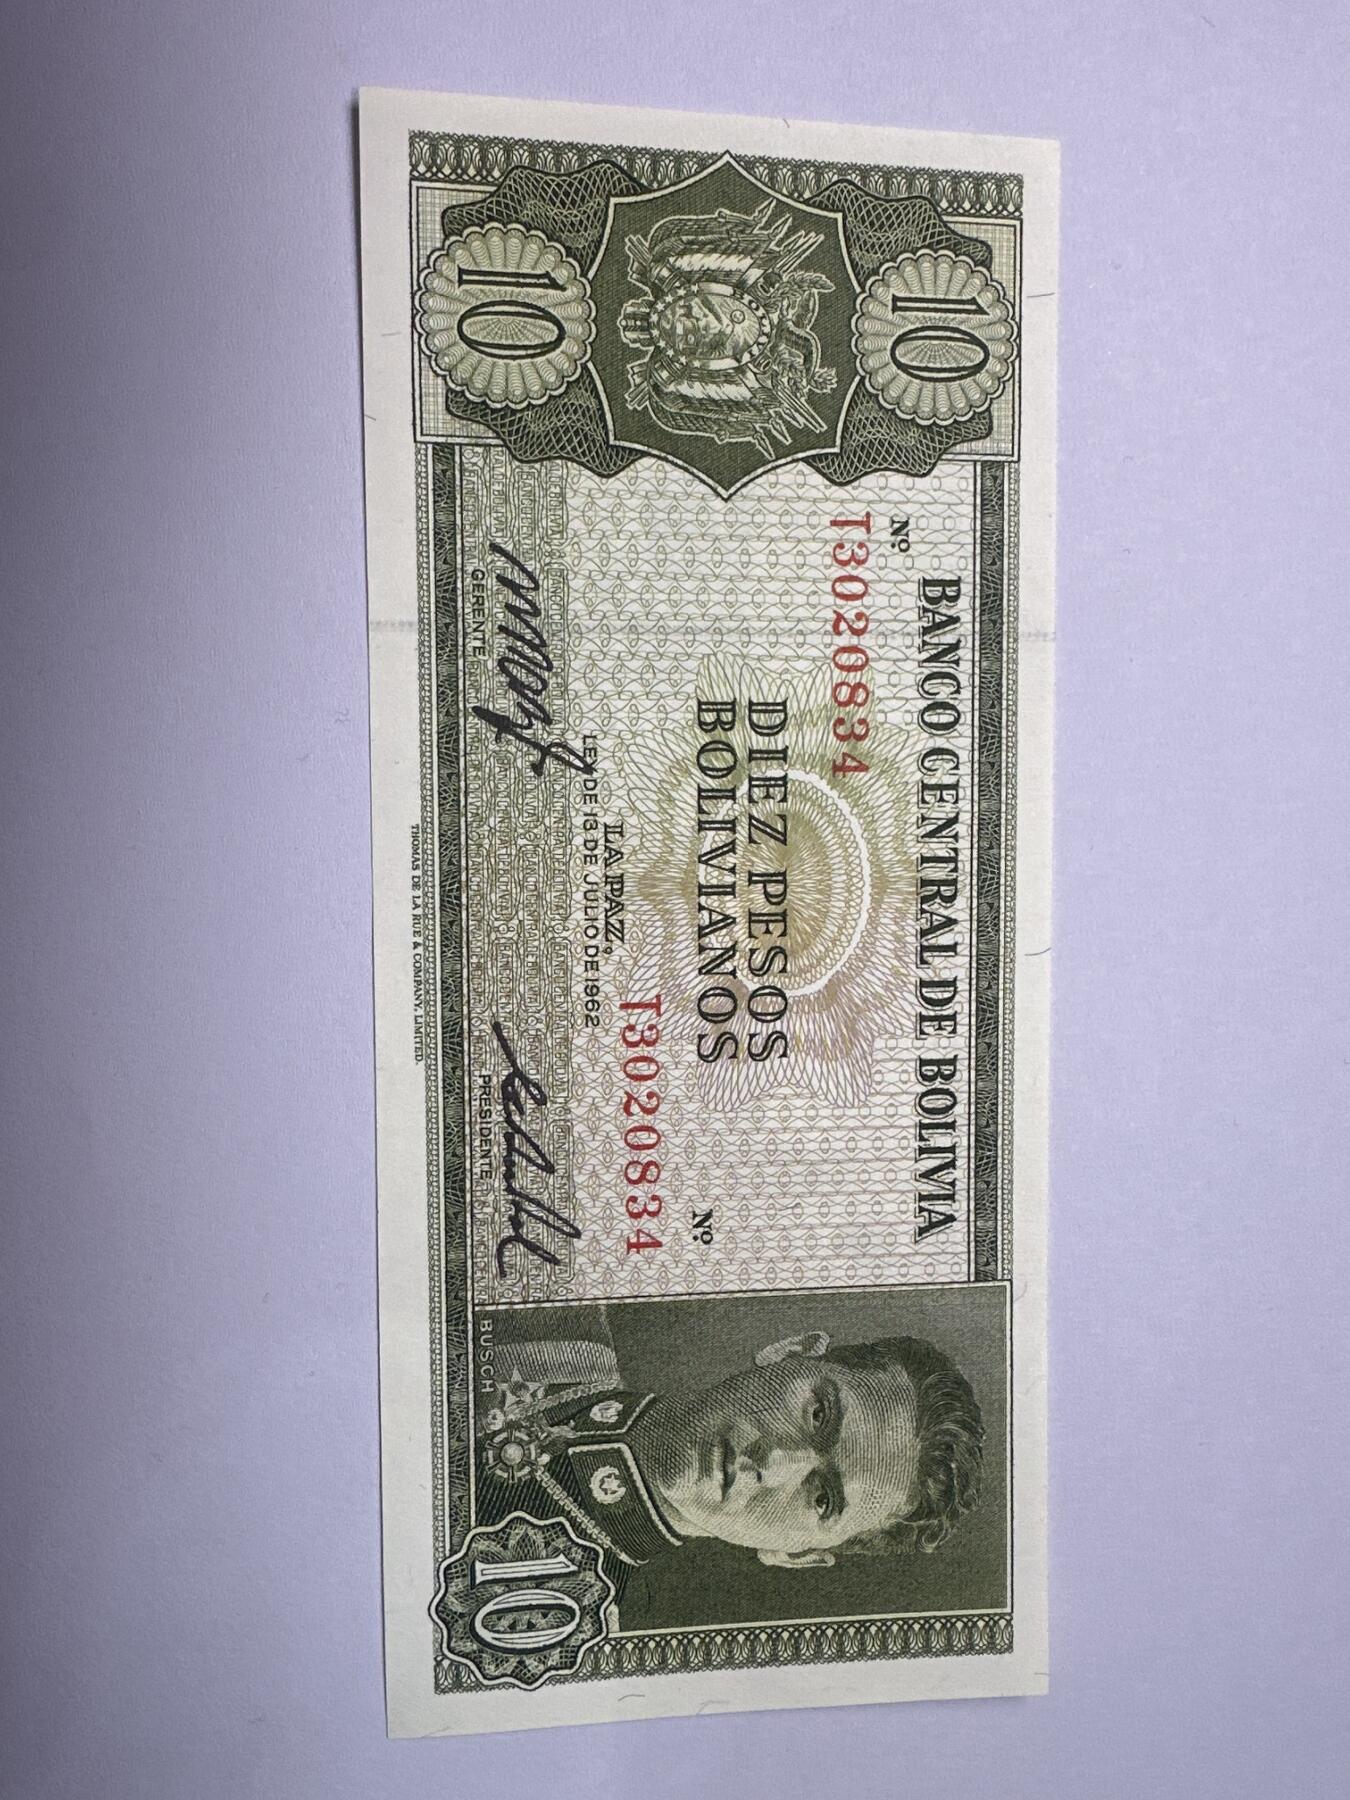 BANCO CENTRAL DE BOLIVIA
Nº
T3020834
DIEZ PESOS
BOLIVIANOS
Nº
T3020834
LA PAZ,
LEY DE 13 DE JULIO DE 1962
GERENTE
PRESIDENTE
BUSCH
10
10
10
THOMAS DE LA RUE & COMPANY, LIMITED.